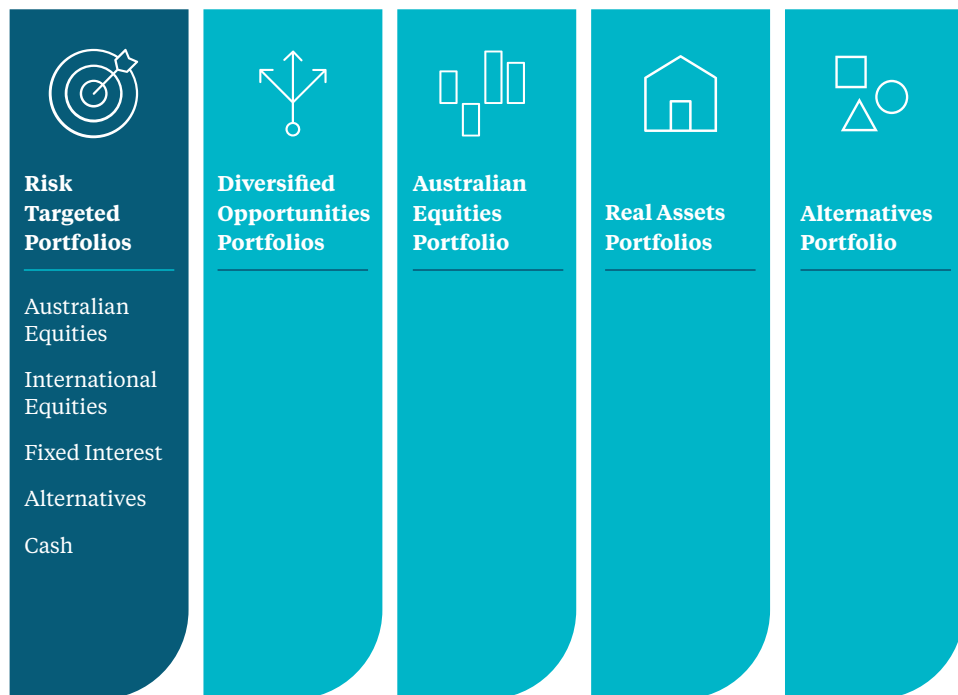 Risk
Targeted
Portfolios
Australian
Equities
International
Equities
Fixed Interest
Alternatives
Cash
Diversified
Opportunities
Portfolios
Australian
Equities
Portfolio
Real Assets
Portfolios
Alternatives
Portfolio